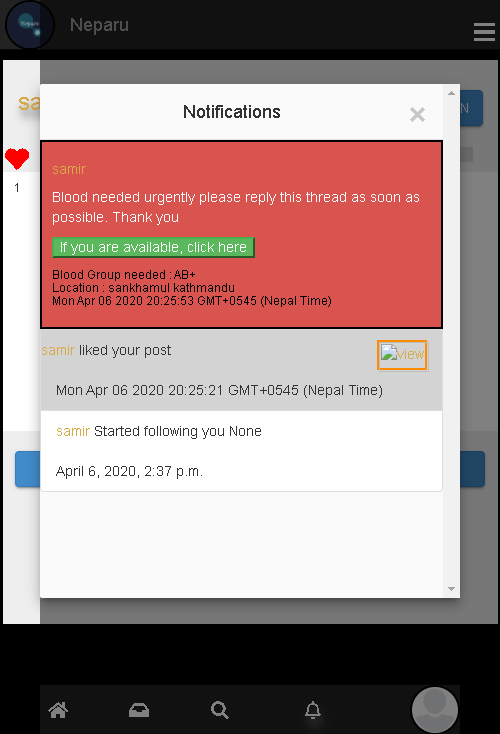 Neparu
Notifications
×
samir
Blood needed urgently please reply this thread as soon as
possible. Thank you
If you are available, click here
Blood Group needed : AB+
Location : sankhamul kathmandu
Mon Apr 06 2020 20:25:53 GMT+0545 (Nepal Time)
1
samir liked your post
view
Mon Apr 06 2020 20:25:21 GMT+0545 (Nepal Time)
samir Started following you None
April 6, 2020, 2:37 p.m.